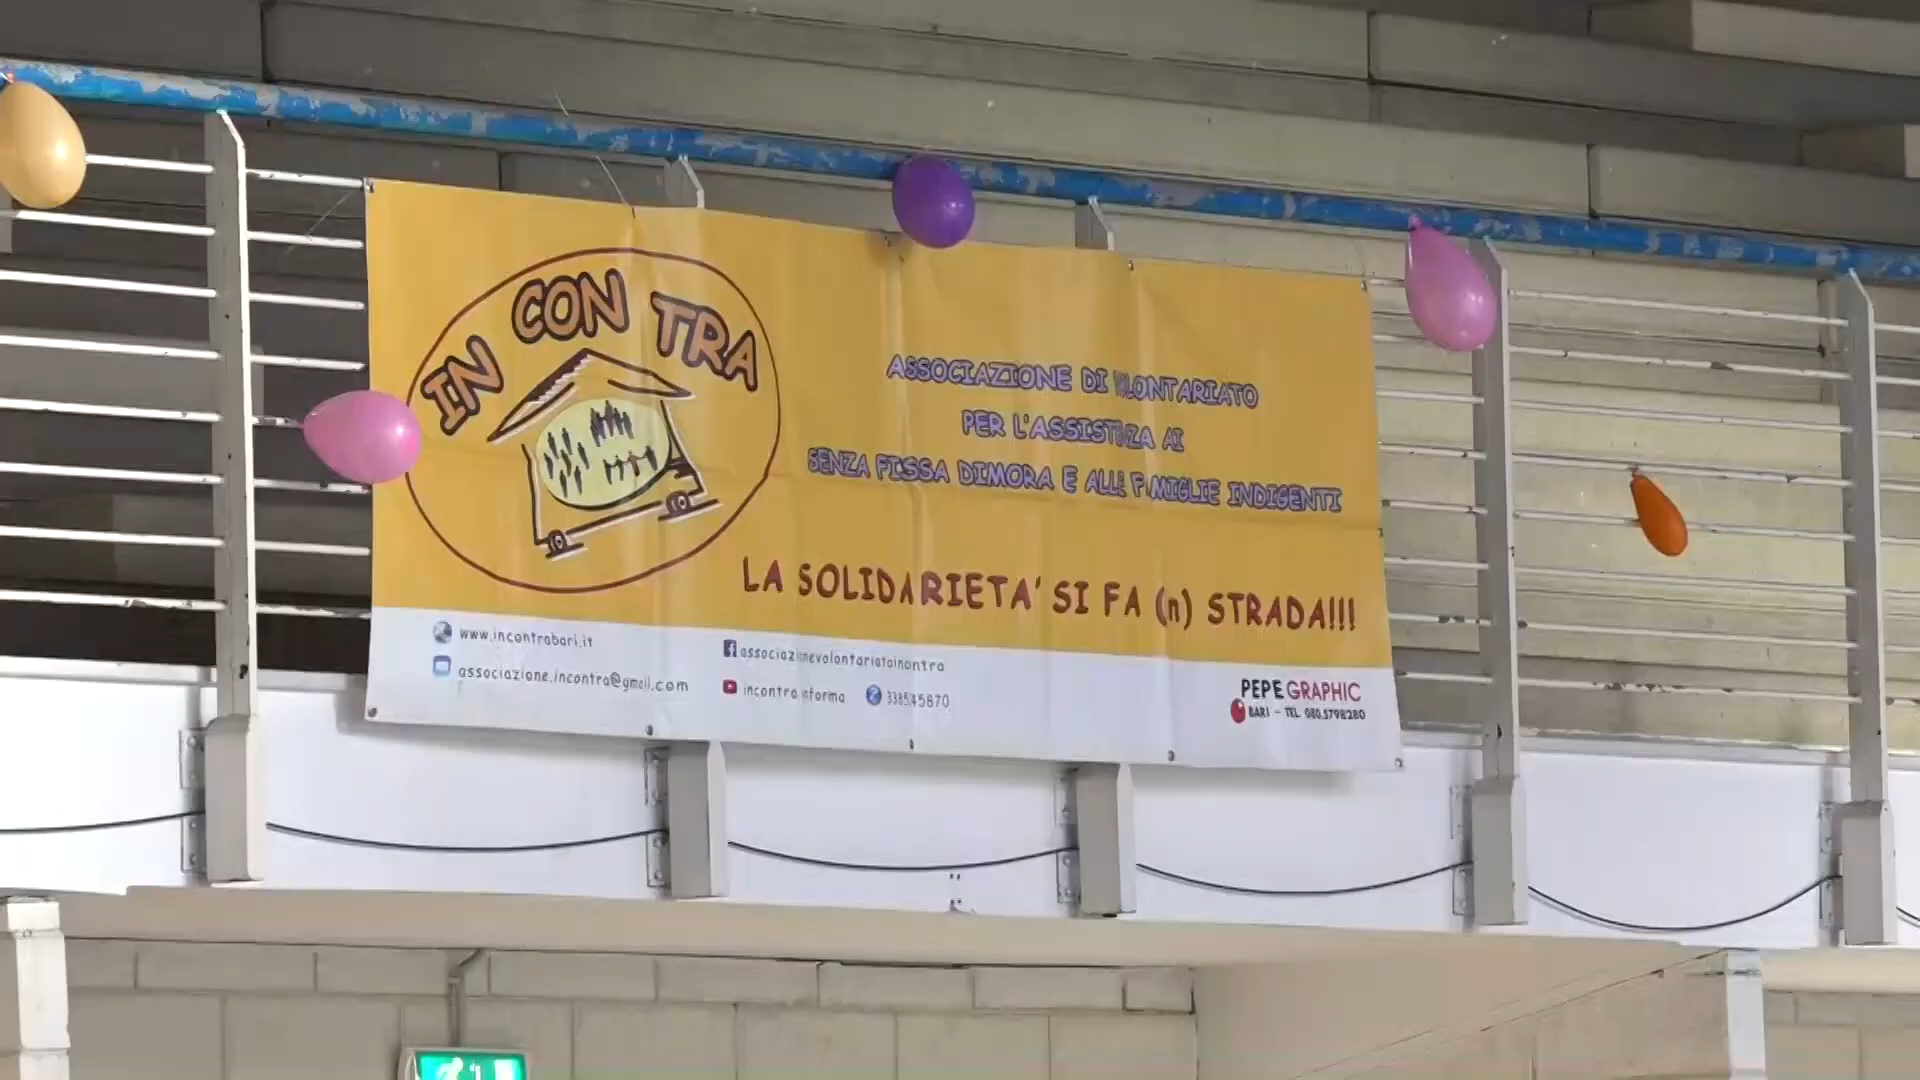 IN CON TRA
ASSOCIAZIONE DI VOLONTARIATO
PER L'ASSISTENZA AI
SENZA FISSA DIMORA E ALLE FAMIGLIE INDIGENTI
LA SOLIDARIETA' SI FA (n) STRADA!!!
www.incontrabari.it
associazione.incontra@gmail.com
associazionevolontariatoincontra
incontra informa
PEPE GRAPHIC
BARI - TEL. 080.5798280